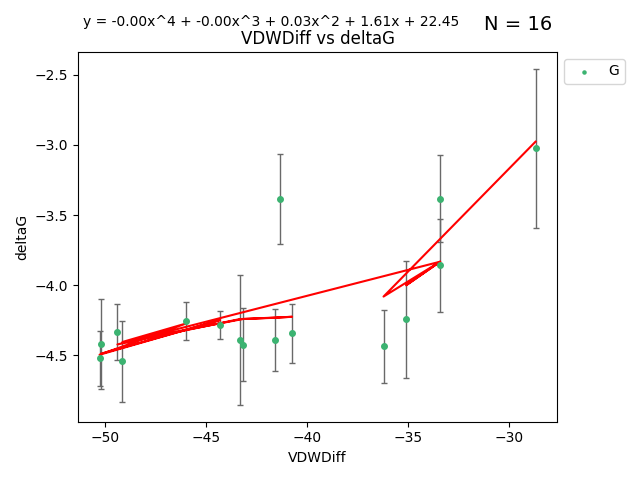 y = -0.00x^4 + -0.00x^3 + 0.03x^2 + 1.61x + 22.45
N = 16
VDWDiff vs deltaG
G
−2.5
−3.0
−3.5
−4.0
−4.5
deltaG
−50
−45
−40
−35
−30
VDWDiff